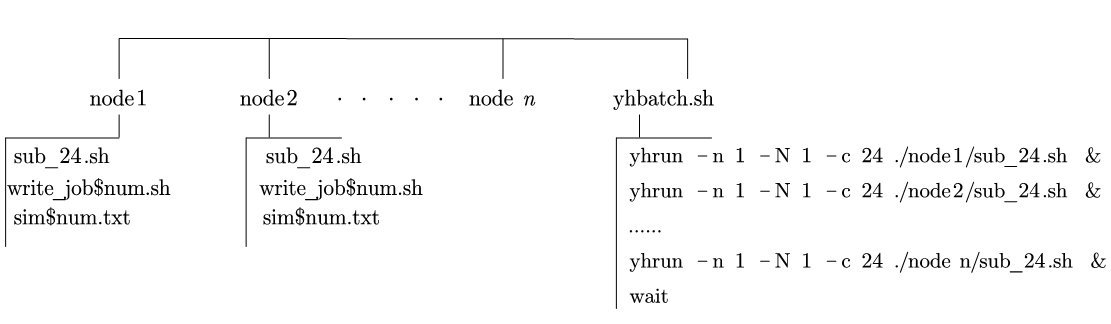 node1 node2 · · · · · node n yhbatch.sh
sub_24.sh
write_job$num.sh
sim$num.txt
sub_24.sh
write_job$num.sh
sim$num.txt
yhrun -n 1 -N 1 -c 24 ./node1/sub_24.sh &
yhrun -n 1 -N 1 -c 24 ./node2/sub_24.sh &
......
yhrun -n 1 -N 1 -c 24 ./node n/sub_24.sh &
wait